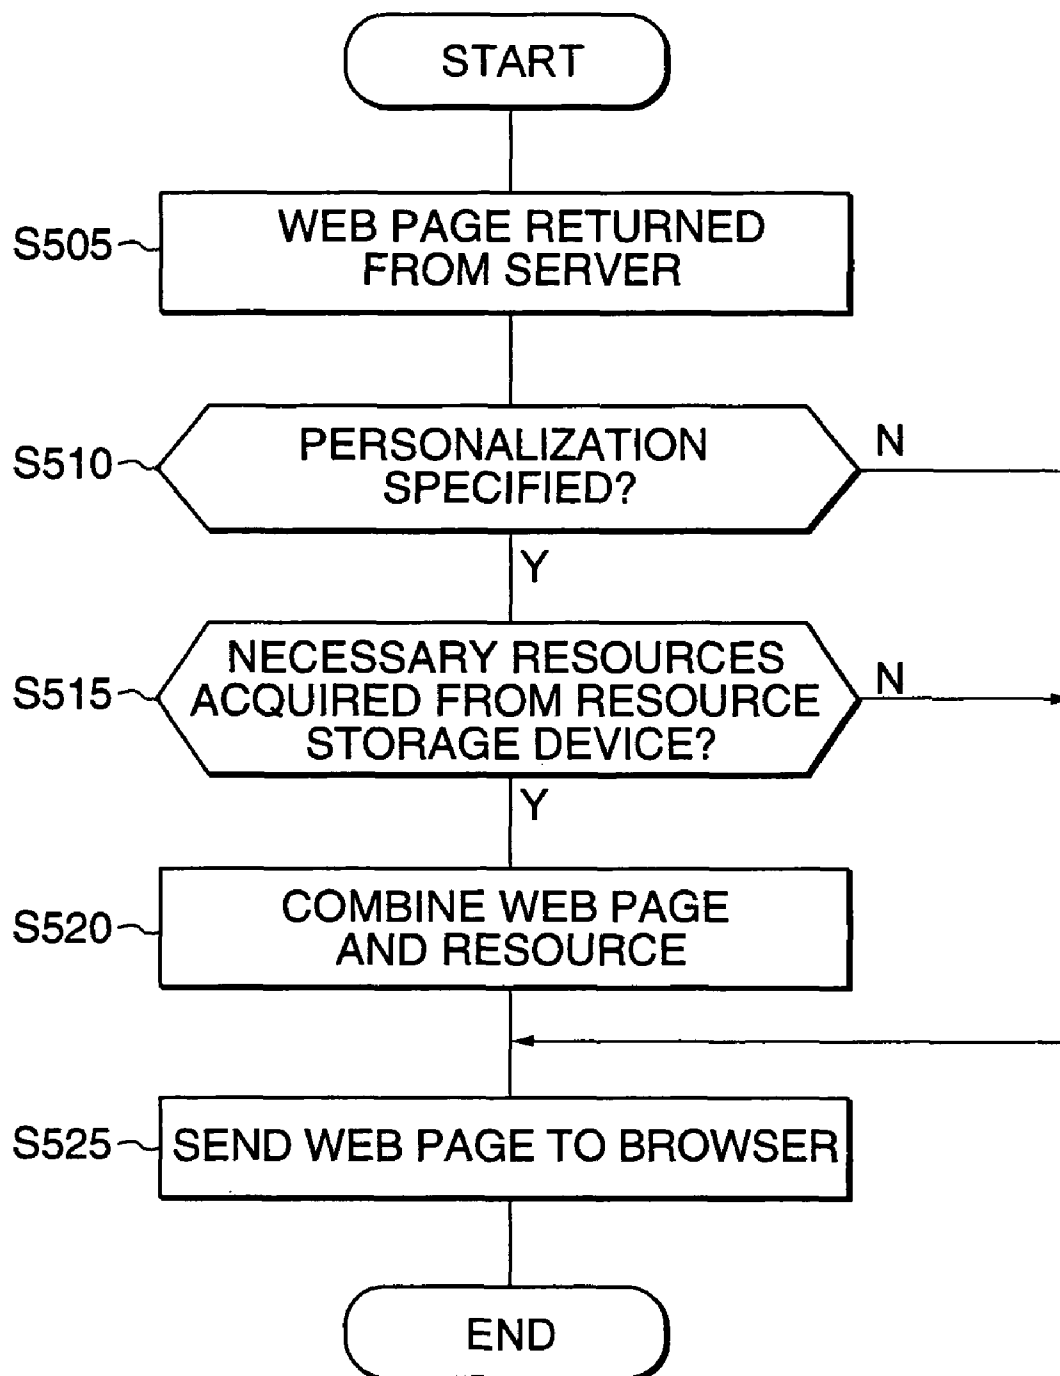 START
S505
WEB PAGE RETURNED
FROM SERVER
S510
PERSONALIZATION
SPECIFIED?
N
Y
S515
NECESSARY RESOURCES
ACQUIRED FROM RESOURCE
STORAGE DEVICE?
N
Y
S520
COMBINE WEB PAGE
AND RESOURCE
S525
SEND WEB PAGE TO BROWSER
END